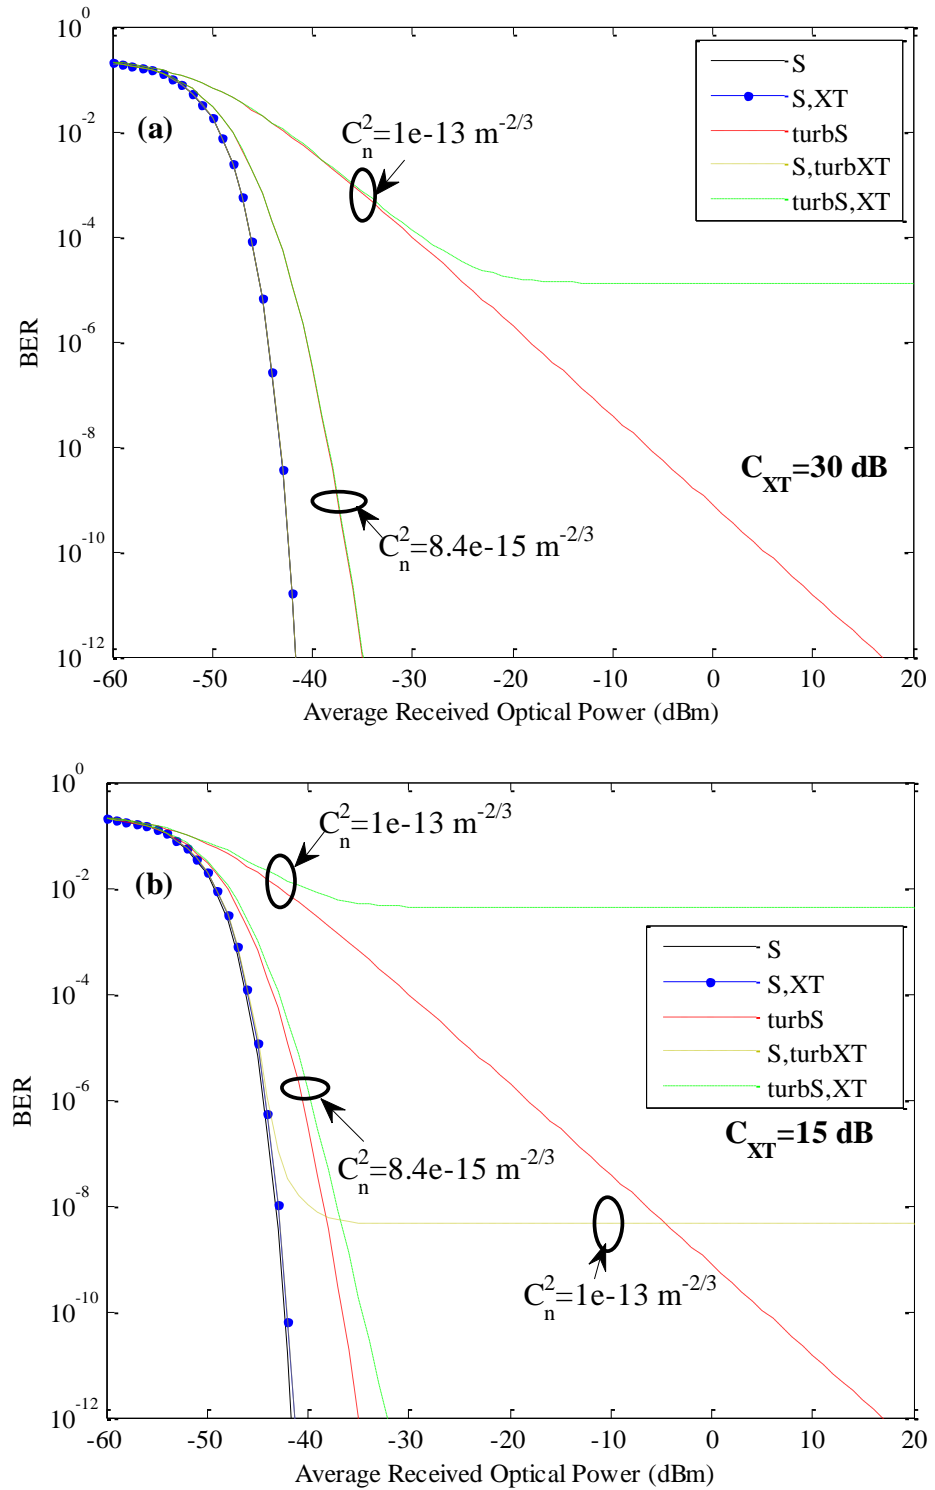 10^0
10^-2
10^-4
10^-6
10^-8
10^-10
10^-12
BER
(a)
C_n^2=1e-13 m^-2/3
C_n^2=8.4e-15 m^-2/3
S
S,XT
turbS
S,turbXT
turbS,XT
C_XT=30 dB
-60 -50 -40 -30 -20 -10 0 10 20
Average Received Optical Power (dBm)
10^0
10^-2
10^-4
10^-6
10^-8
10^-10
10^-12
BER
(b)
C_n^2=1e-13 m^-2/3
C_n^2=8.4e-15 m^-2/3
S
S,XT
turbS
S,turbXT
turbS,XT
C_XT=15 dB
C_n^2=1e-13 m^-2/3
-60 -50 -40 -30 -20 -10 0 10 20
Average Received Optical Power (dBm)